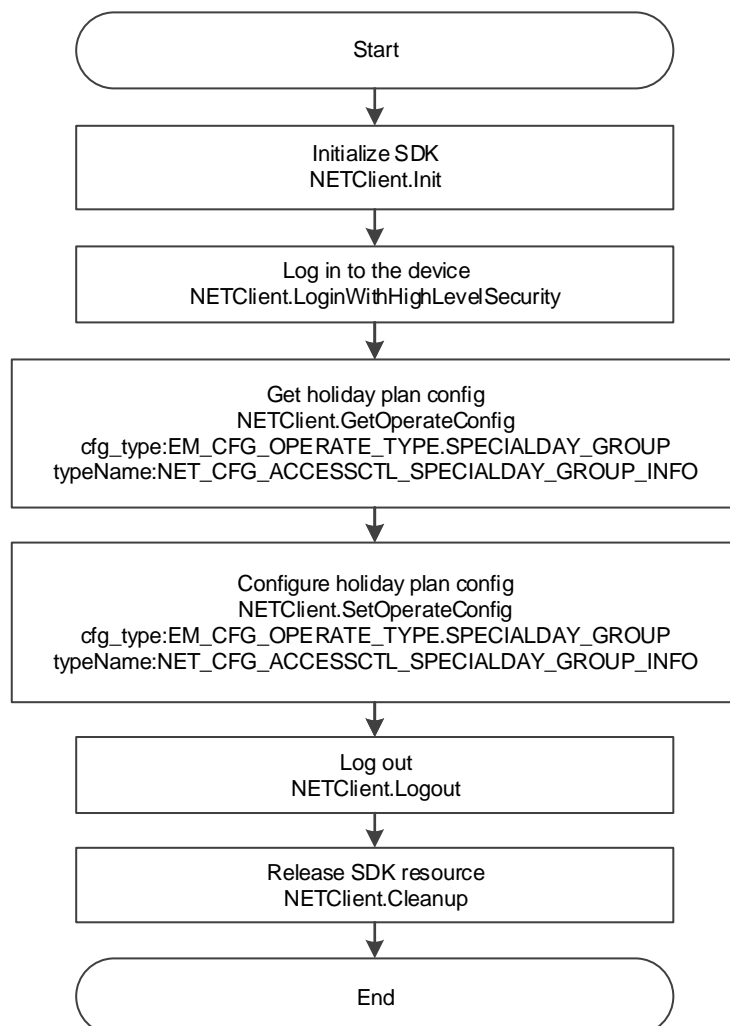 Start
Initialize SDK
NETClient.Init
Log in to the device
NETClient.LoginWithHighLevelSecurity
Get holiday plan config
NETClient.GetOperateConfig
cfg_type:EM_CFG_OPERATE_TYPE.SPECIALDAY_GROUP
typeName:NET_CFG_ACCESSCTL_SPECIALDAY_GROUP_INFO
Configure holiday plan config
NETClient.SetOperateConfig
cfg_type:EM_CFG_OPERATE_TYPE.SPECIALDAY_GROUP
typeName:NET_CFG_ACCESSCTL_SPECIALDAY_GROUP_INFO
Log out
NETClient.Logout
Release SDK resource
NETClient.Cleanup
End